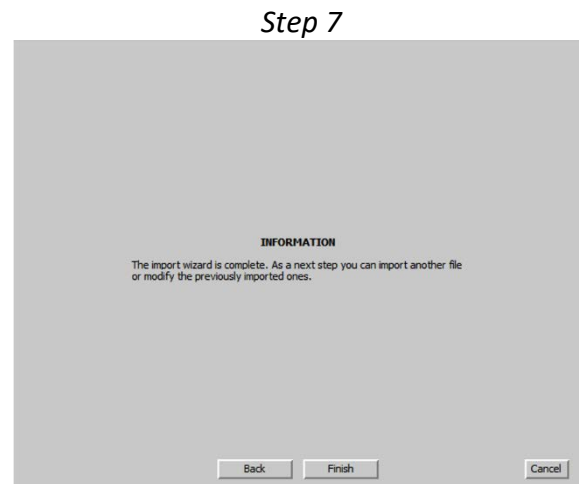 Step 7
INFORMATION
The import wizard is complete. As a next step you can import another file
or modify the previously imported ones.
Back
Finish
Cancel